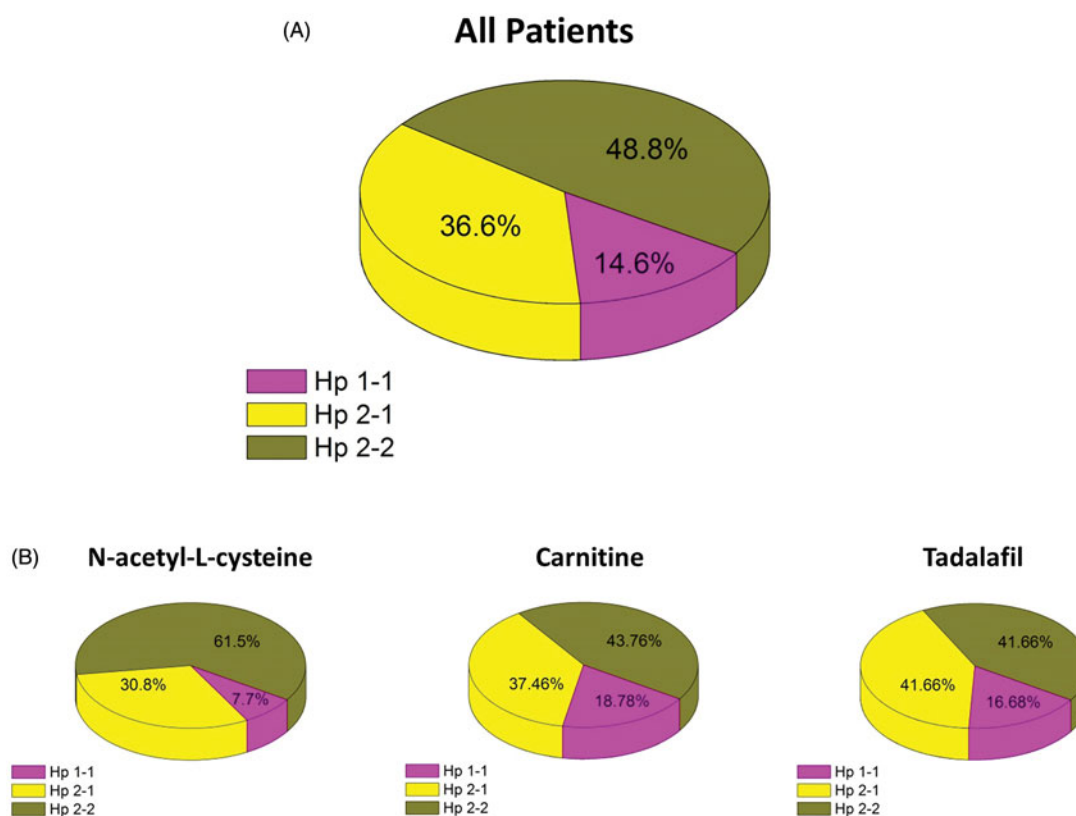 (A) All Patients
48.8%
36.6%
14.6%
Hp 1-1
Hp 2-1
Hp 2-2
(B) N-acetyl-L-cysteine Carnitine Tadalafil
61.5%
30.8%
7.7%
43.76%
37.46%
18.78%
41.66%
41.66%
16.68%
Hp 1-1
Hp 2-1
Hp 2-2
Hp 1-1
Hp 2-1
Hp 2-2
Hp 1-1
Hp 2-1
Hp 2-2